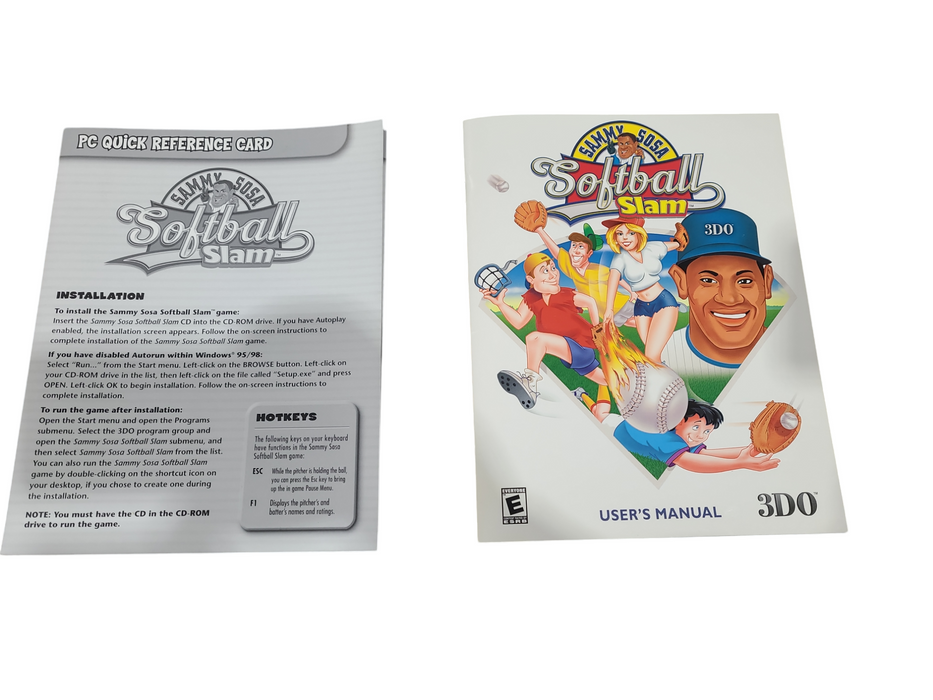 PC QUICK REFERENCE CARD
SAMMY SOSA
Softball
Slam™
INSTALLATION
To install the Sammy Sosa Softball Slam™ game:
Insert the Sammy Sosa Softball Slam CD into the CD-ROM drive. If you have Autoplay
enabled, the installation screen appears. Follow the on-screen instructions to
complete installation of the Sammy Sosa Softball Slam game.
If you have disabled Autorun within Windows® 95/98:
Select "Run..." from the Start menu. Left-click on the BROWSE button. Left-click on
your CD-ROM drive in the list, then left-click on the file called "Setup.exe" and press
OPEN. Left-click OK to begin installation. Follow the on-screen instructions to
complete installation.
To run the game after installation:
Open the Start menu and open the Programs
submenu. Select the 3DO program group and
open the Sammy Sosa Softball Slam submenu, and
then select Sammy Sosa Softball Slam from the list.
You can also run the Sammy Sosa Softball Slam
game by double-clicking on the shortcut icon on
your desktop, if you chose to create one during
the installation.
NOTE: You must have the CD in the CD-ROM
drive to run the game.
HOTKEYS
The following keys on your keyboard
have functions in the Sammy Sosa
Softball Slam game:
ESC While the pitcher is holding the ball,
you can press the Esc key to bring
up the in game Pause Menu.
F1 Displays the pitcher's and
batter's names and ratings.
SAMMY SOSA
Softball
Slam™
3DO
EVERYONE
E
ESRB
USER'S MANUAL
3DO™